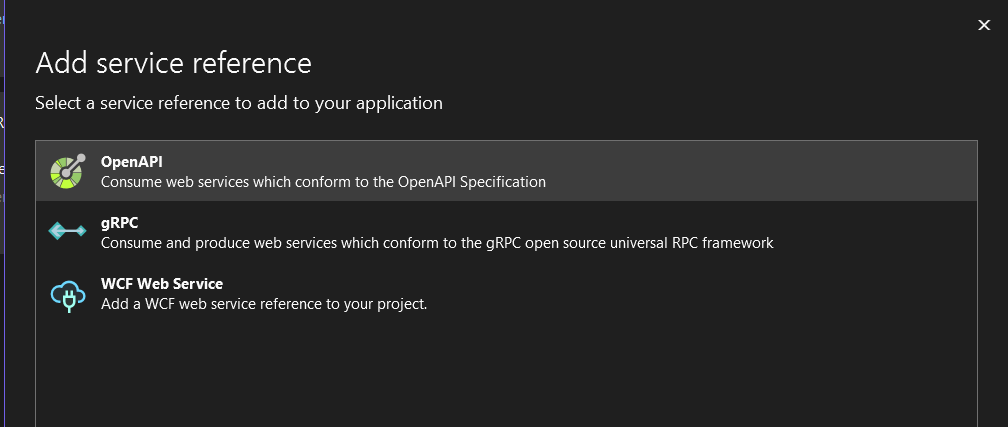 Add service reference
Select a service reference to add to your application
OpenAPI
Consume web services which conform to the OpenAPI Specification
gRPC
Consume and produce web services which conform to the gRPC open source universal RPC framework
WCF Web Service
Add a WCF web service reference to your project.